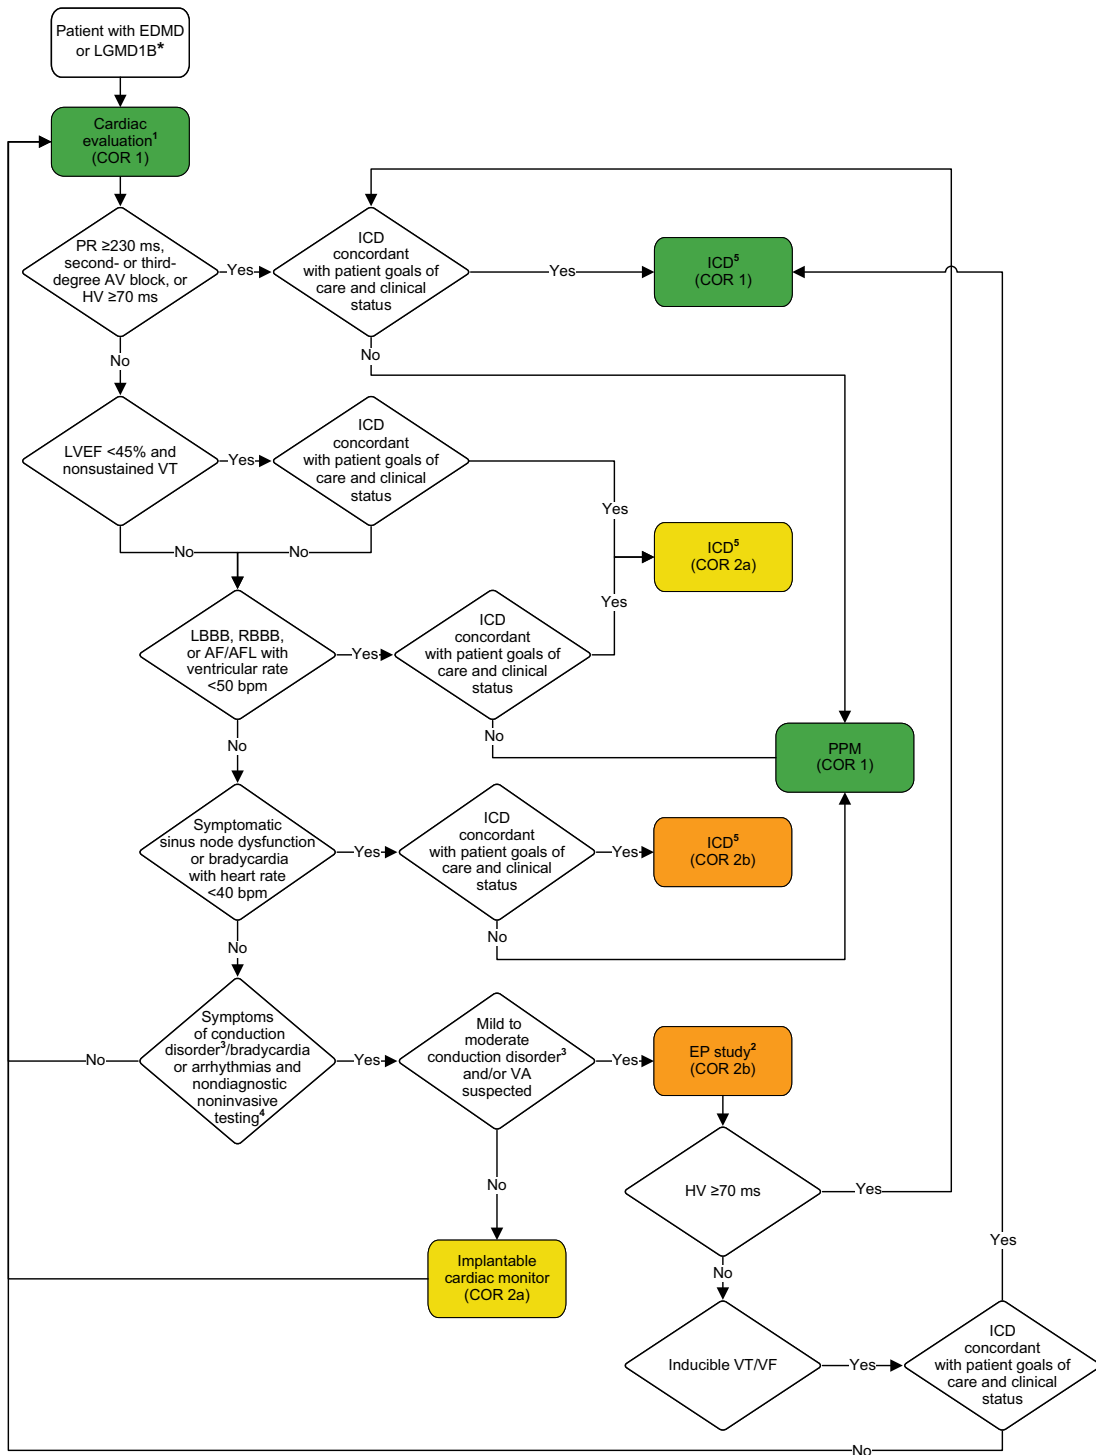 Patient with EDMD
or LGMD1B*
Cardiac
evaluation¹
(COR 1)
PR ≥230 ms,
second- or third-
degree AV block, or
HV ≥70 ms
Yes
ICD
concordant
with patient goals of
care and clinical
status
Yes
ICD⁵
(COR 1)
No
No
LVEF <45% and
nonsustained VT
Yes
ICD
concordant
with patient goals of
care and clinical
status
Yes
No
No
ICD⁵
(COR 2a)
Yes
LBBB, RBBB,
or AF/AFL with
ventricular rate
<50 bpm
Yes
ICD
concordant
with patient goals of
care and clinical
status
No
No
PPM
(COR 1)
Symptomatic
sinus node dysfunction
or bradycardia
with heart rate
<40 bpm
Yes
ICD
concordant
with patient goals of
care and clinical
status
Yes
ICD⁵
(COR 2b)
No
No
Symptoms
of conduction
disorder³/bradycardia
or arrhythmias and
nondiagnostic
noninvasive
testing⁴
No
Yes
Mild to
moderate
conduction disorder³
and/or VA
suspected
Yes
EP study²
(COR 2b)
No
HV ≥70 ms
Yes
Implantable
cardiac monitor
(COR 2a)
No
Yes
Inducible VT/VF
Yes
ICD
concordant
with patient goals of
care and clinical
status
No